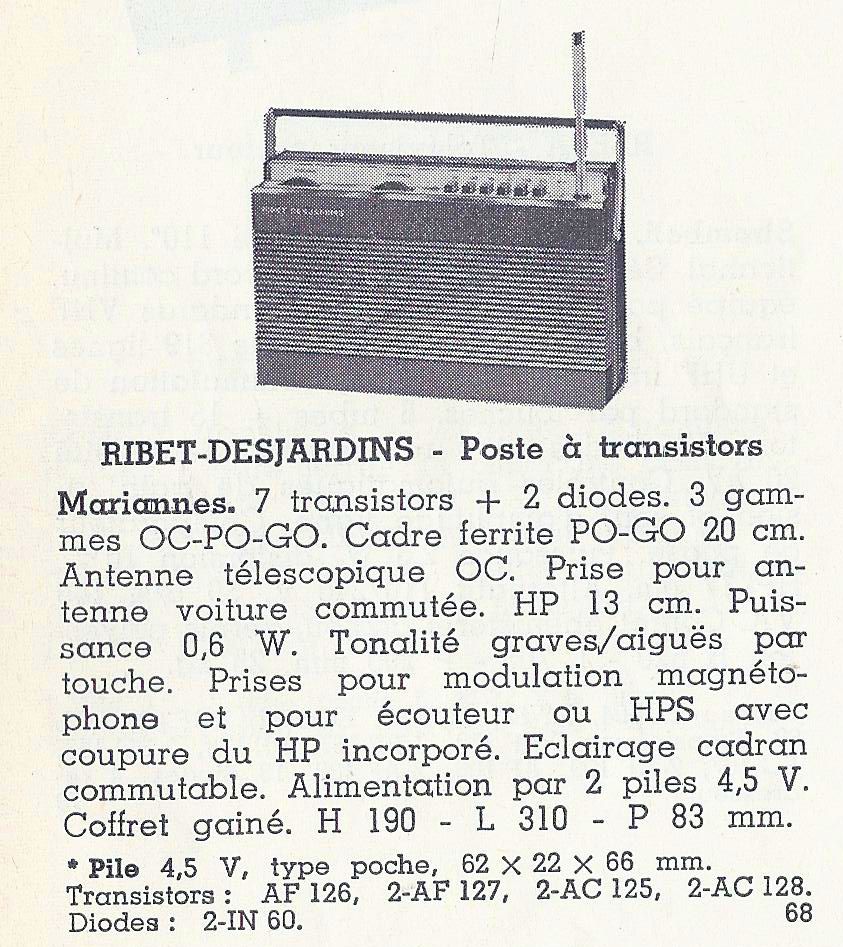 RIBET DESJARDINS
RIBET-DESJARDINS - Poste à transistors
Mariannes. 7 transistors + 2 diodes. 3 gam-
mes OC-PO-GO. Cadre ferrite PO-GO 20 cm.
Antenne télescopique OC. Prise pour an-
tenne voiture commutée. HP 13 cm. Puis-
sance 0,6 W. Tonalité graves/aiguës par
touche. Prises pour modulation magnéto-
phone et pour écouteur ou HPS avec
coupure du HP incorporé. Eclairage cadran
commutable. Alimentation par 2 piles 4,5 V.
Coffret gainé. H 190 - L 310 - P 83 mm.
* Pile 4,5 V, type poche, 62 X 22 X 66 mm.
Transistors : AF 126, 2-AF 127, 2-AC 125, 2-AC 128.
Diodes : 2-IN 60.
68